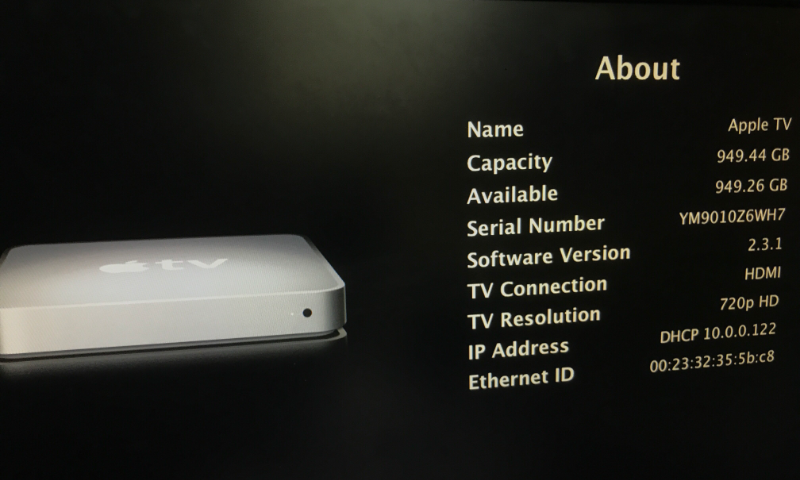 About
Name Apple TV
Capacity 949.44 GB
Available 949.26 GB
Serial Number YM9010Z6WH7
Software Version 2.3.1
TV Connection HDMI
TV Resolution 720p HD
IP Address DHCP 10.0.0.122
Ethernet ID 00:23:32:35:5b:c8
tv